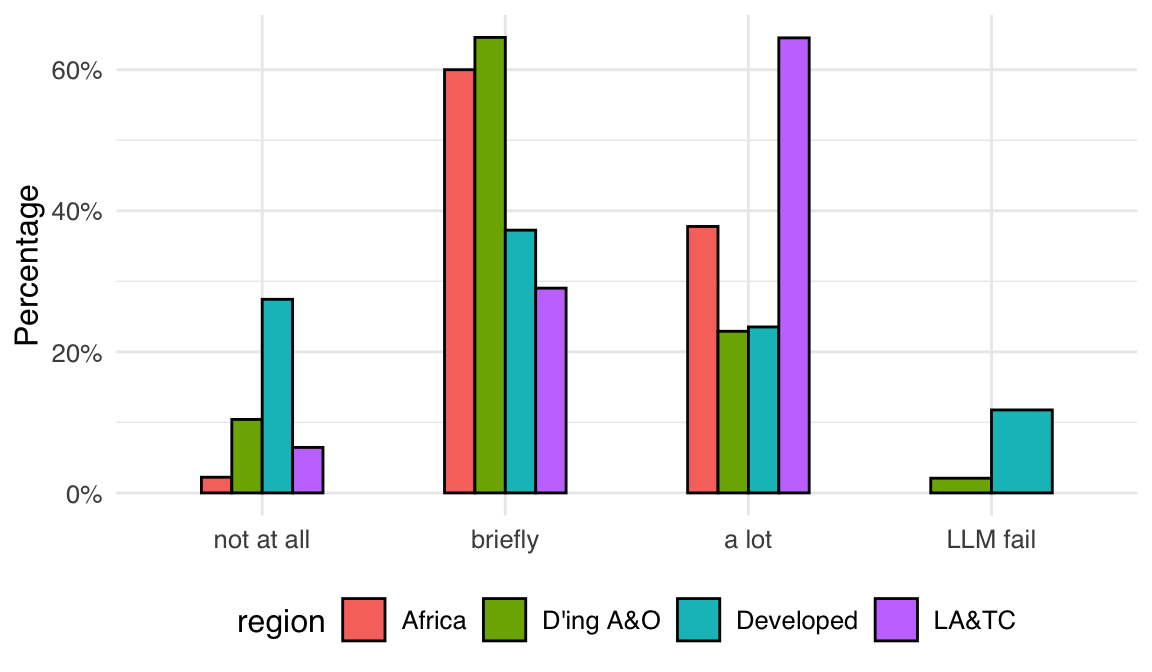 Percentage
60%
40%
20%
0%
not at all briefly a lot LLM fail
region Africa D'ing A&O Developed LA&TC